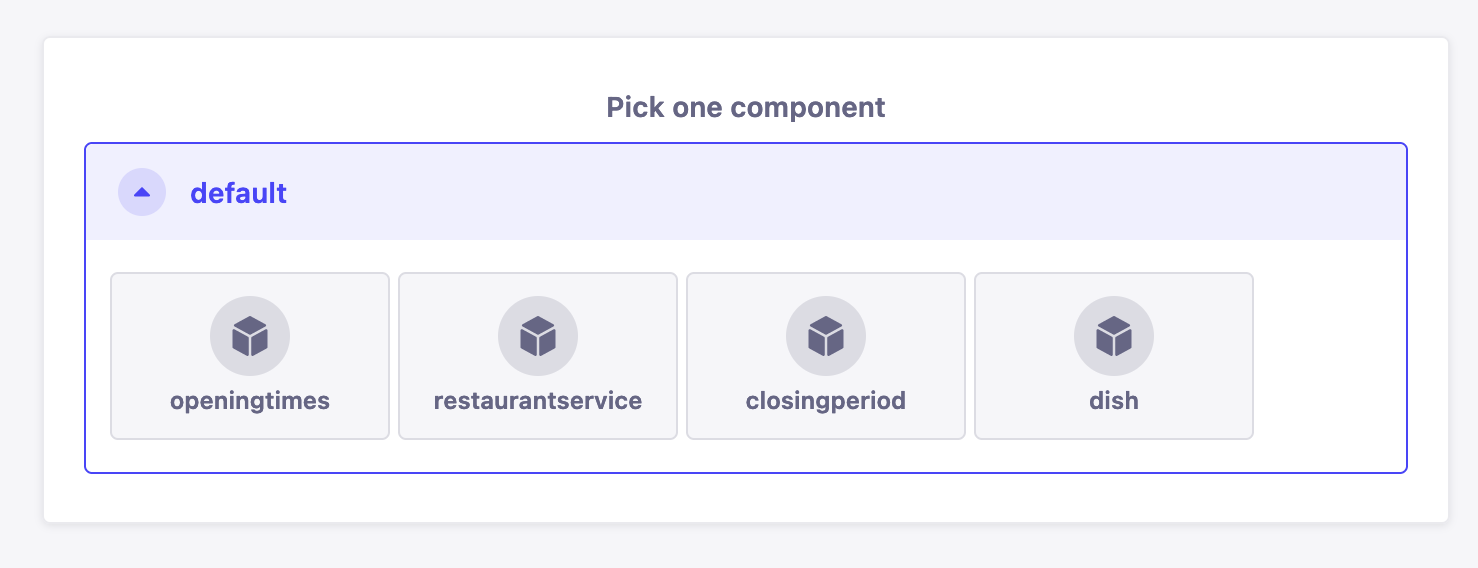 Pick one component
default
openingtimes
restaurantservice
closingperiod
dish